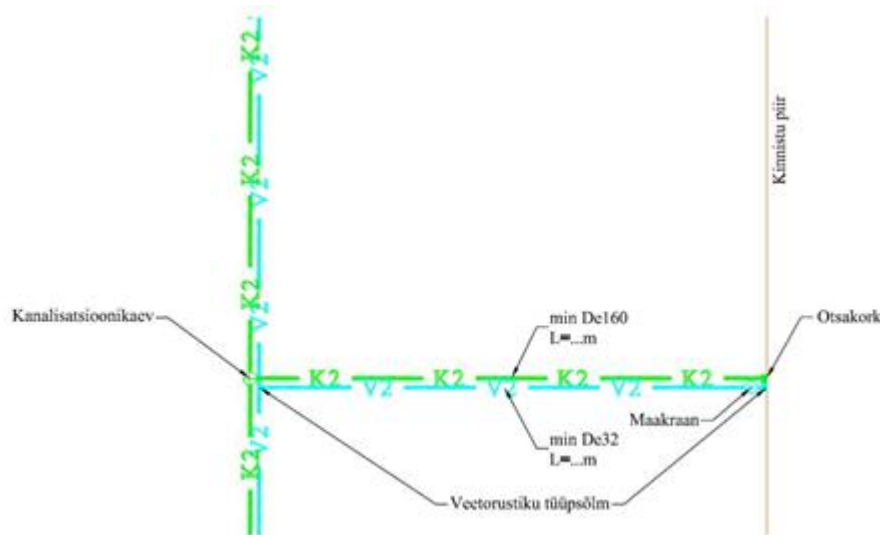 K2
V2
K2
V2
Kinnistu piir
K2
V2
Kanalisatsioonikaev
min De160
L=...m
Otsakork
K2 K2 K2 K2
V2 V2 V2
Maakraan
V2
K2
min De32
L=...m
Veetorustiku tüüpsõlm